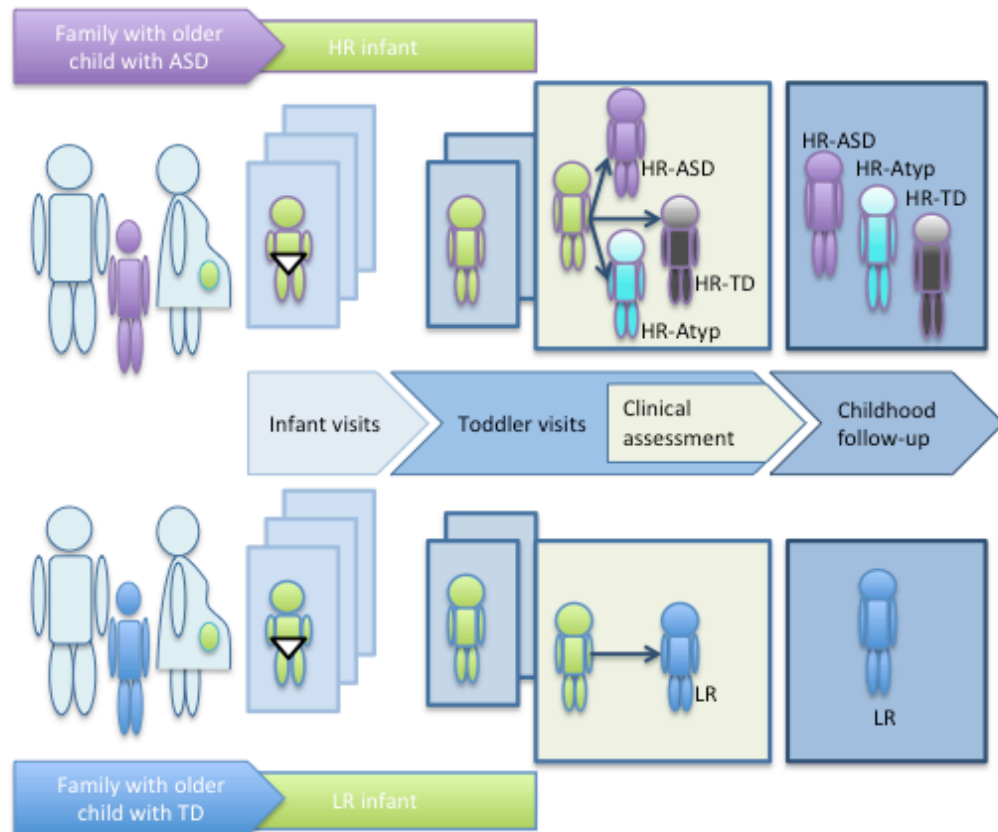 Family with older
child with ASD
HR infant
HR-ASD
HR-TD
HR-Atyp
HR-ASD
HR-Atyp
HR-TD
Infant visits
Toddler visits
Clinical
assessment
Childhood
follow-up
LR
LR
Family with older
child with TD
LR infant